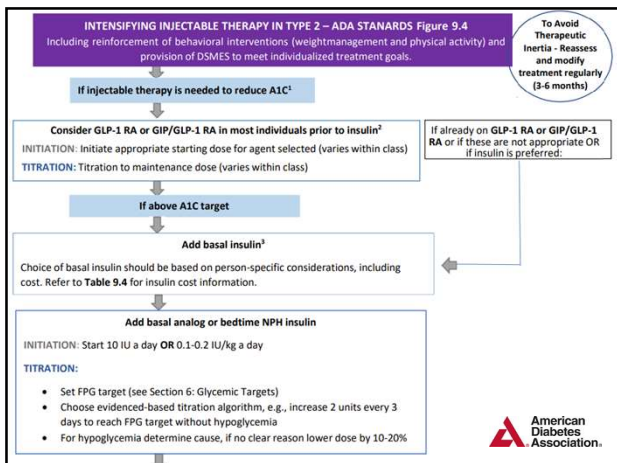 INTENSIFYING INJECTABLE THERAPY IN TYPE 2 – ADA STANARDS Figure 9.4
Including reinforcement of behavioral interventions (weightmanagement and physical activity) and
provision of DSMES to meet individualized treatment goals.
To Avoid
Therapeutic
Inertia - Reassess
and modify
treatment regularly
(3-6 months)
If injectable therapy is needed to reduce A1C¹
Consider GLP-1 RA or GIP/GLP-1 RA in most individuals prior to insulin²
INITIATION: Initiate appropriate starting dose for agent selected (varies within class)
TITRATION: Titration to maintenance dose (varies within class)
If already on GLP-1 RA or GIP/GLP-1
RA or if these are not appropriate OR
if insulin is preferred:
If above A1C target
Add basal insulin³
Choice of basal insulin should be based on person-specific considerations, including
cost. Refer to Table 9.4 for insulin cost information.
Add basal analog or bedtime NPH insulin
INITIATION: Start 10 IU a day OR 0.1-0.2 IU/kg a day
TITRATION:
• Set FPG target (see Section 6: Glycemic Targets)
• Choose evidenced-based titration algorithm, e.g., increase 2 units every 3
days to reach FPG target without hypoglycemia
• For hypoglycemia determine cause, if no clear reason lower dose by 10-20%
American
Diabetes
Association®